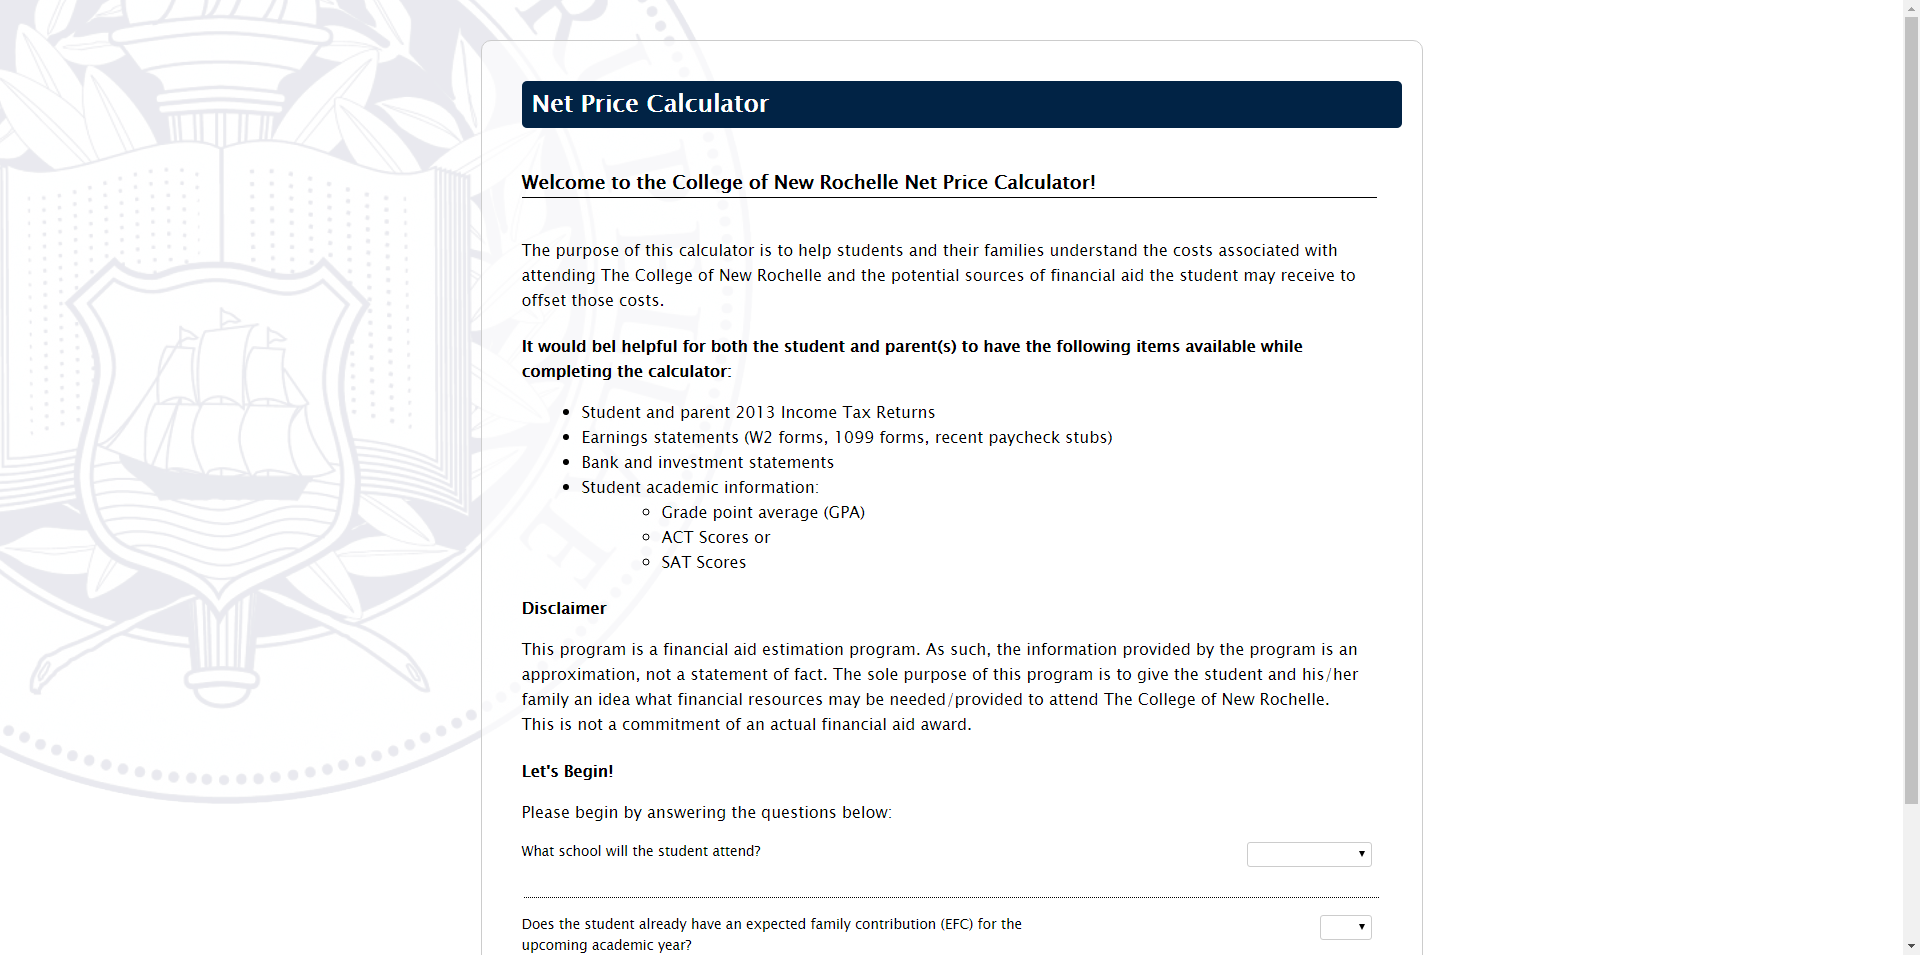 Net Price Calculator
Welcome to the College of New Rochelle Net Price Calculator!
The purpose of this calculator is to help students and their families understand the costs associated with
attending The College of New Rochelle and the potential sources of financial aid the student may receive to
offset those costs.
It would bel helpful for both the student and parent(s) to have the following items available while
completing the calculator:
Student and parent 2013 Income Tax Returns
Earnings statements (W2 forms, 1099 forms, recent paycheck stubs)
Bank and investment statements
Student academic information:
Grade point average (GPA)
ACT Scores or
SAT Scores
Disclaimer
This program is a financial aid estimation program. As such, the information provided by the program is an
approximation, not a statement of fact. The sole purpose of this program is to give the student and his/her
family an idea what financial resources may be needed/provided to attend The College of New Rochelle.
This is not a commitment of an actual financial aid award.
Let's Begin!
Please begin by answering the questions below:
What school will the student attend?
Does the student already have an expected family contribution (EFC) for the
upcoming academic year?